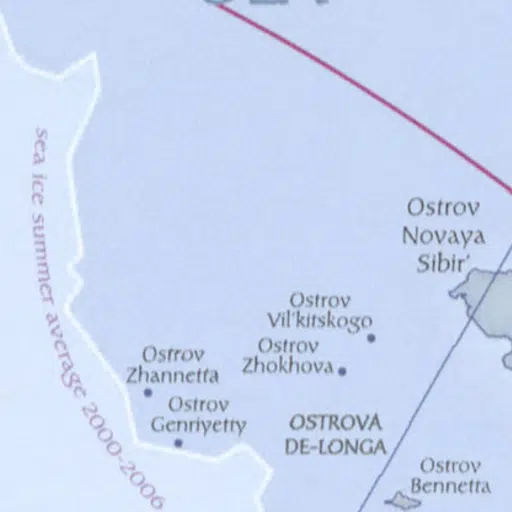 sea ice summer average 2000-2006
Ostrov
Novaya
Sibir'
Ostrov
Vil'kitskogo
Ostrov
Zhokhova
Ostrov
Zhannetta
Ostrov
Genriyetty
OSTROVA
DE-LONGA
Ostrov
Bennetta